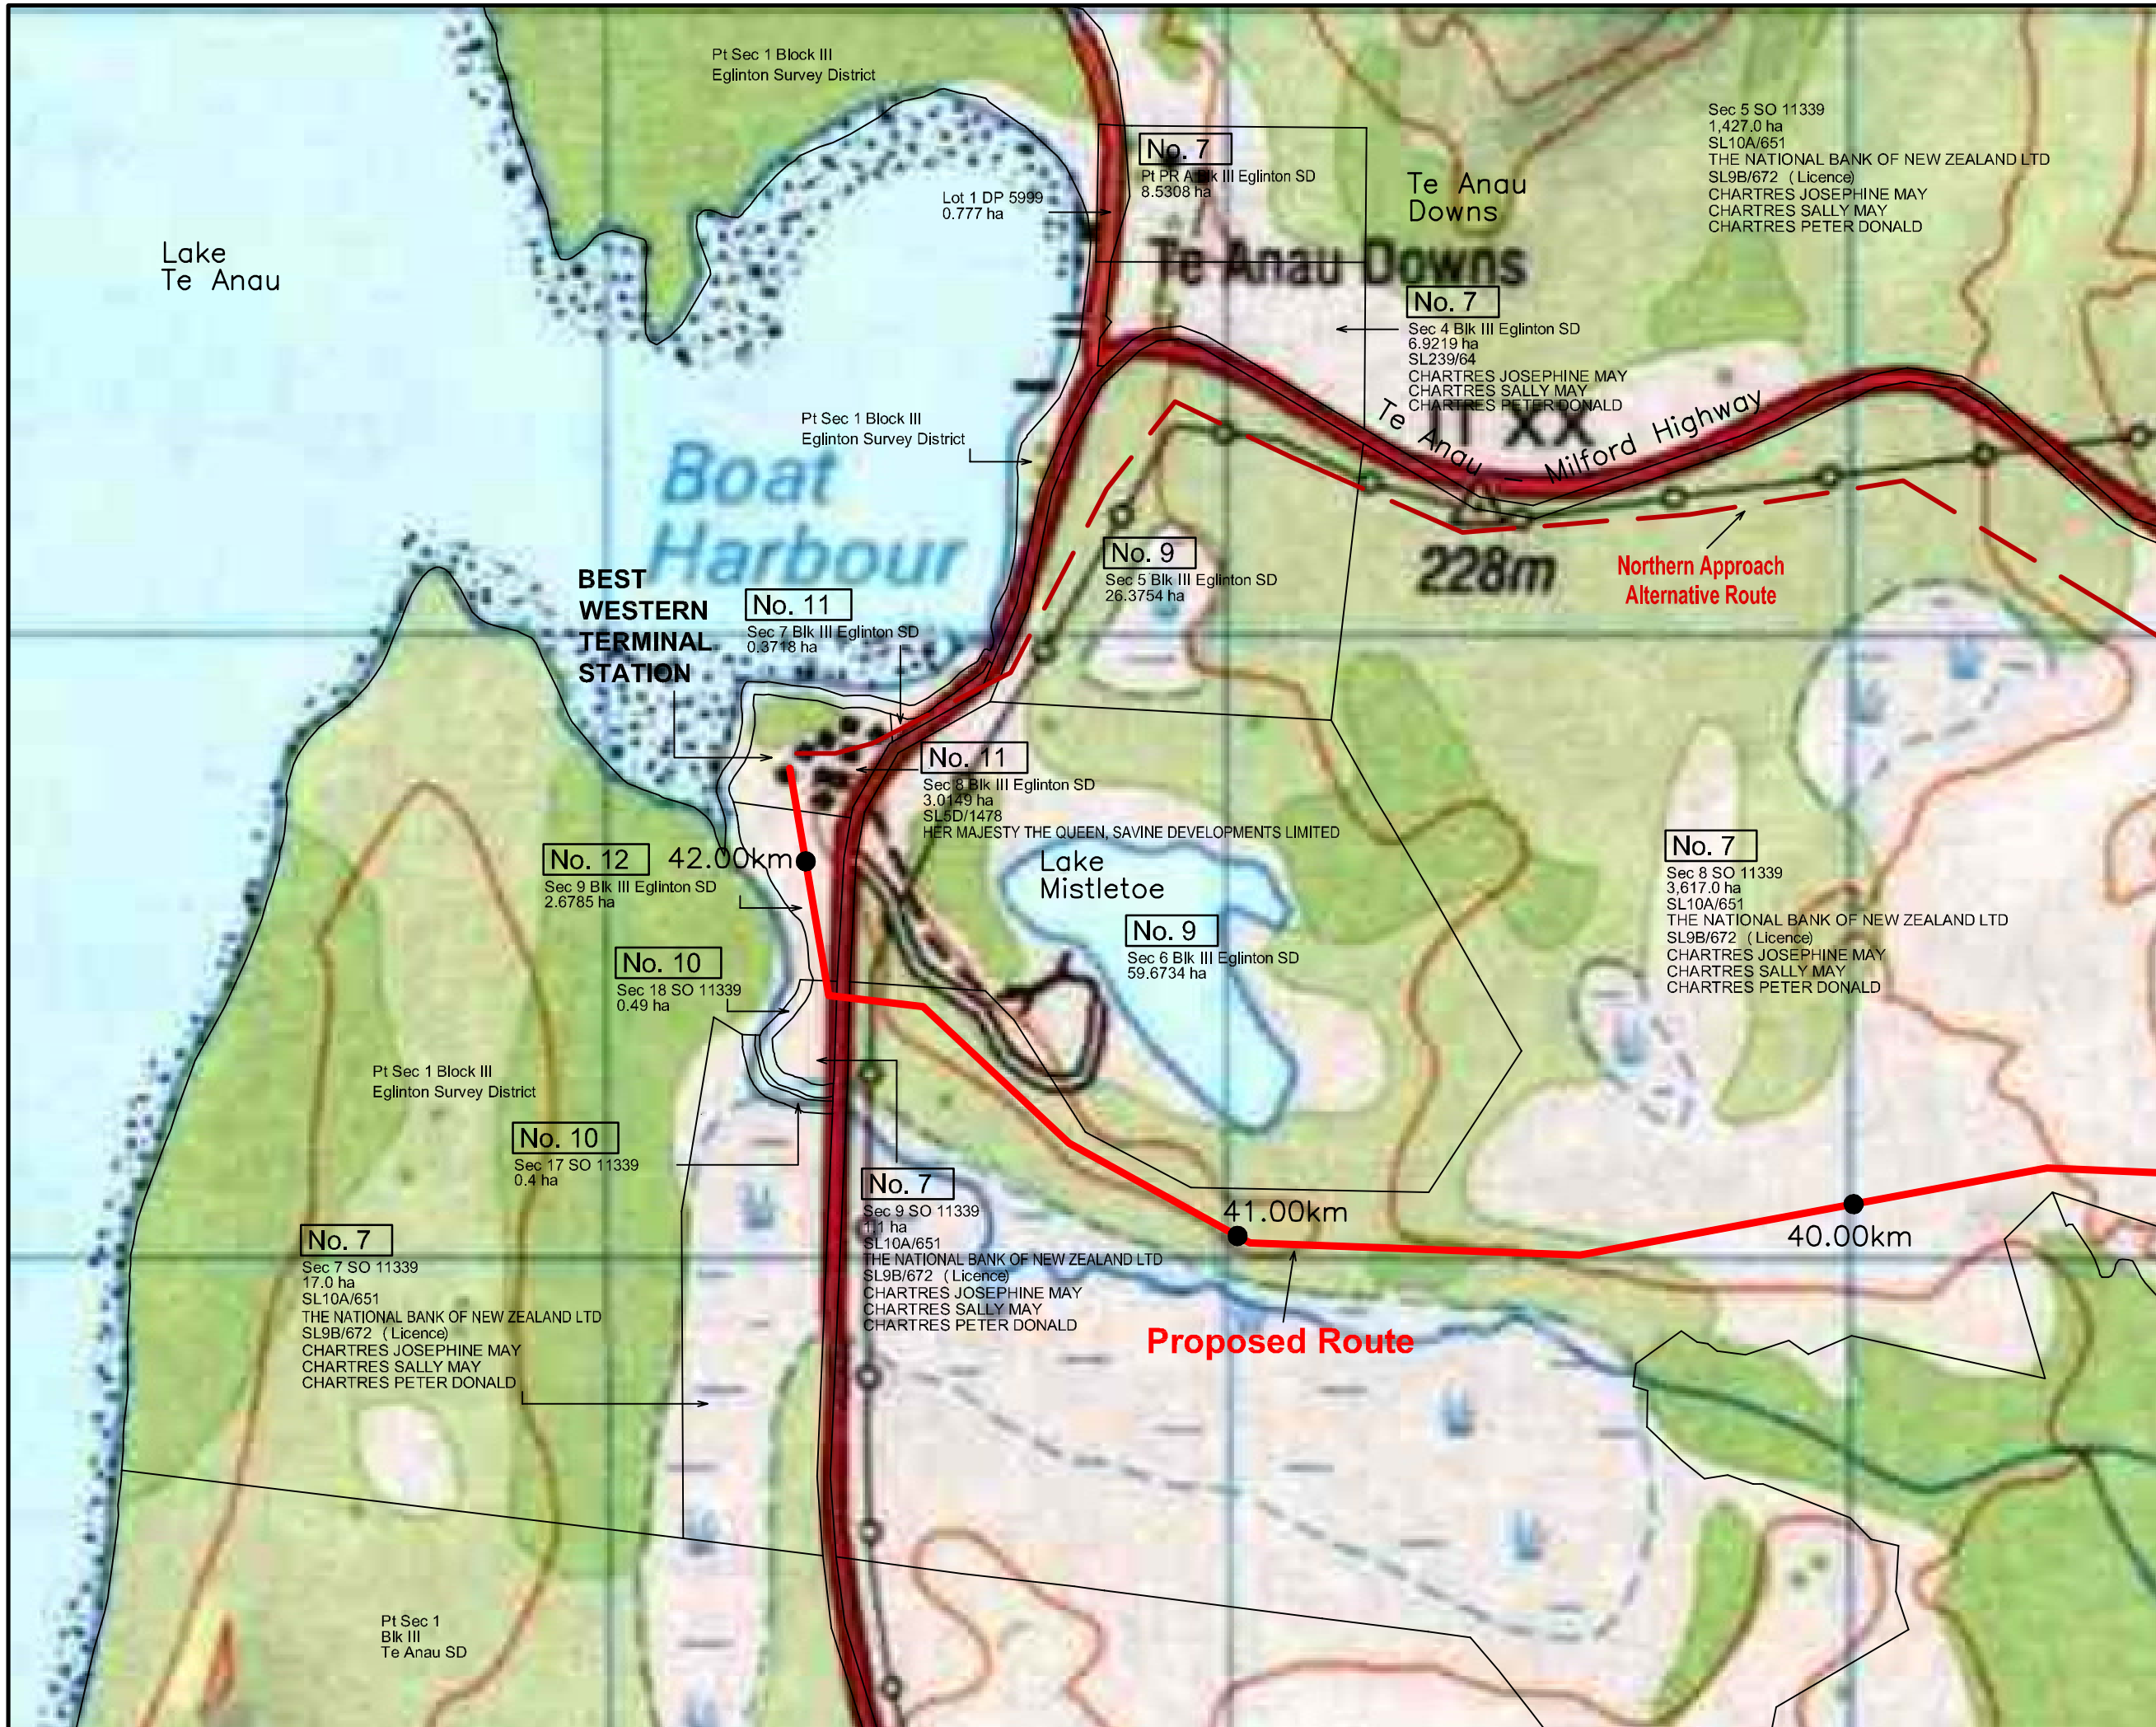 Pt Sec 1 Block III
Eglinton Survey District
Sec 5 SO 11339
1,427.0 ha
SL10A/651
THE NATIONAL BANK OF NEW ZEALAND LTD
SL9B/672 ( Licence)
CHARTRES JOSEPHINE MAY
CHARTRES SALLY MAY
CHARTRES PETER DONALD
No. 7
Pt PR A Blk III Eglinton SD
8.5308 ha
Lot 1 DP 5999
0.777 ha
Te Anau
Downs
Lake
Te Anau
Te Anau Downs
No. 7
Sec 4 Blk III Eglinton SD
6.9219 ha
SL239/64
CHARTRES JOSEPHINE MAY
CHARTRES SALLY MAY
CHARTRES PETER DONALD
Te Anau - Milford Highway
Pt Sec 1 Block III
Eglinton Survey District
Boat
Harbour
No. 9
Sec 5 Blk III Eglinton SD
26.3754 ha
228m
Northern Approach
Alternative Route
BEST
WESTERN
TERMINAL
STATION
No. 11
Sec 7 Blk III Eglinton SD
0.3718 ha
No. 11
Sec 8 Blk III Eglinton SD
3.0149 ha
SL5D/1478
HER MAJESTY THE QUEEN, SAVINE DEVELOPMENTS LIMITED
Lake
Mistletoe
No. 12
42.00km
Sec 9 Blk III Eglinton SD
2.6785 ha
No. 9
Sec 6 Blk III Eglinton SD
59.6734 ha
No. 7
Sec 8 SO 11339
3,617.0 ha
SL10A/651
THE NATIONAL BANK OF NEW ZEALAND LTD
SL9B/672 ( Licence)
CHARTRES JOSEPHINE MAY
CHARTRES SALLY MAY
CHARTRES PETER DONALD
No. 10
Sec 18 SO 11339
0.49 ha
Pt Sec 1 Block III
Eglinton Survey District
No. 10
Sec 17 SO 11339
0.4 ha
No. 7
Sec 9 SO 11339
1.1 ha
SL10A/651
THE NATIONAL BANK OF NEW ZEALAND LTD
SL9B/672 ( Licence)
CHARTRES JOSEPHINE MAY
CHARTRES SALLY MAY
CHARTRES PETER DONALD
41.00km
40.00km
Proposed Route
No. 7
Sec 7 SO 11339
17.0 ha
SL10A/651
THE NATIONAL BANK OF NEW ZEALAND LTD
SL9B/672 ( Licence)
CHARTRES JOSEPHINE MAY
CHARTRES SALLY MAY
CHARTRES PETER DONALD
Pt Sec 1
Blk III
Te Anau SD